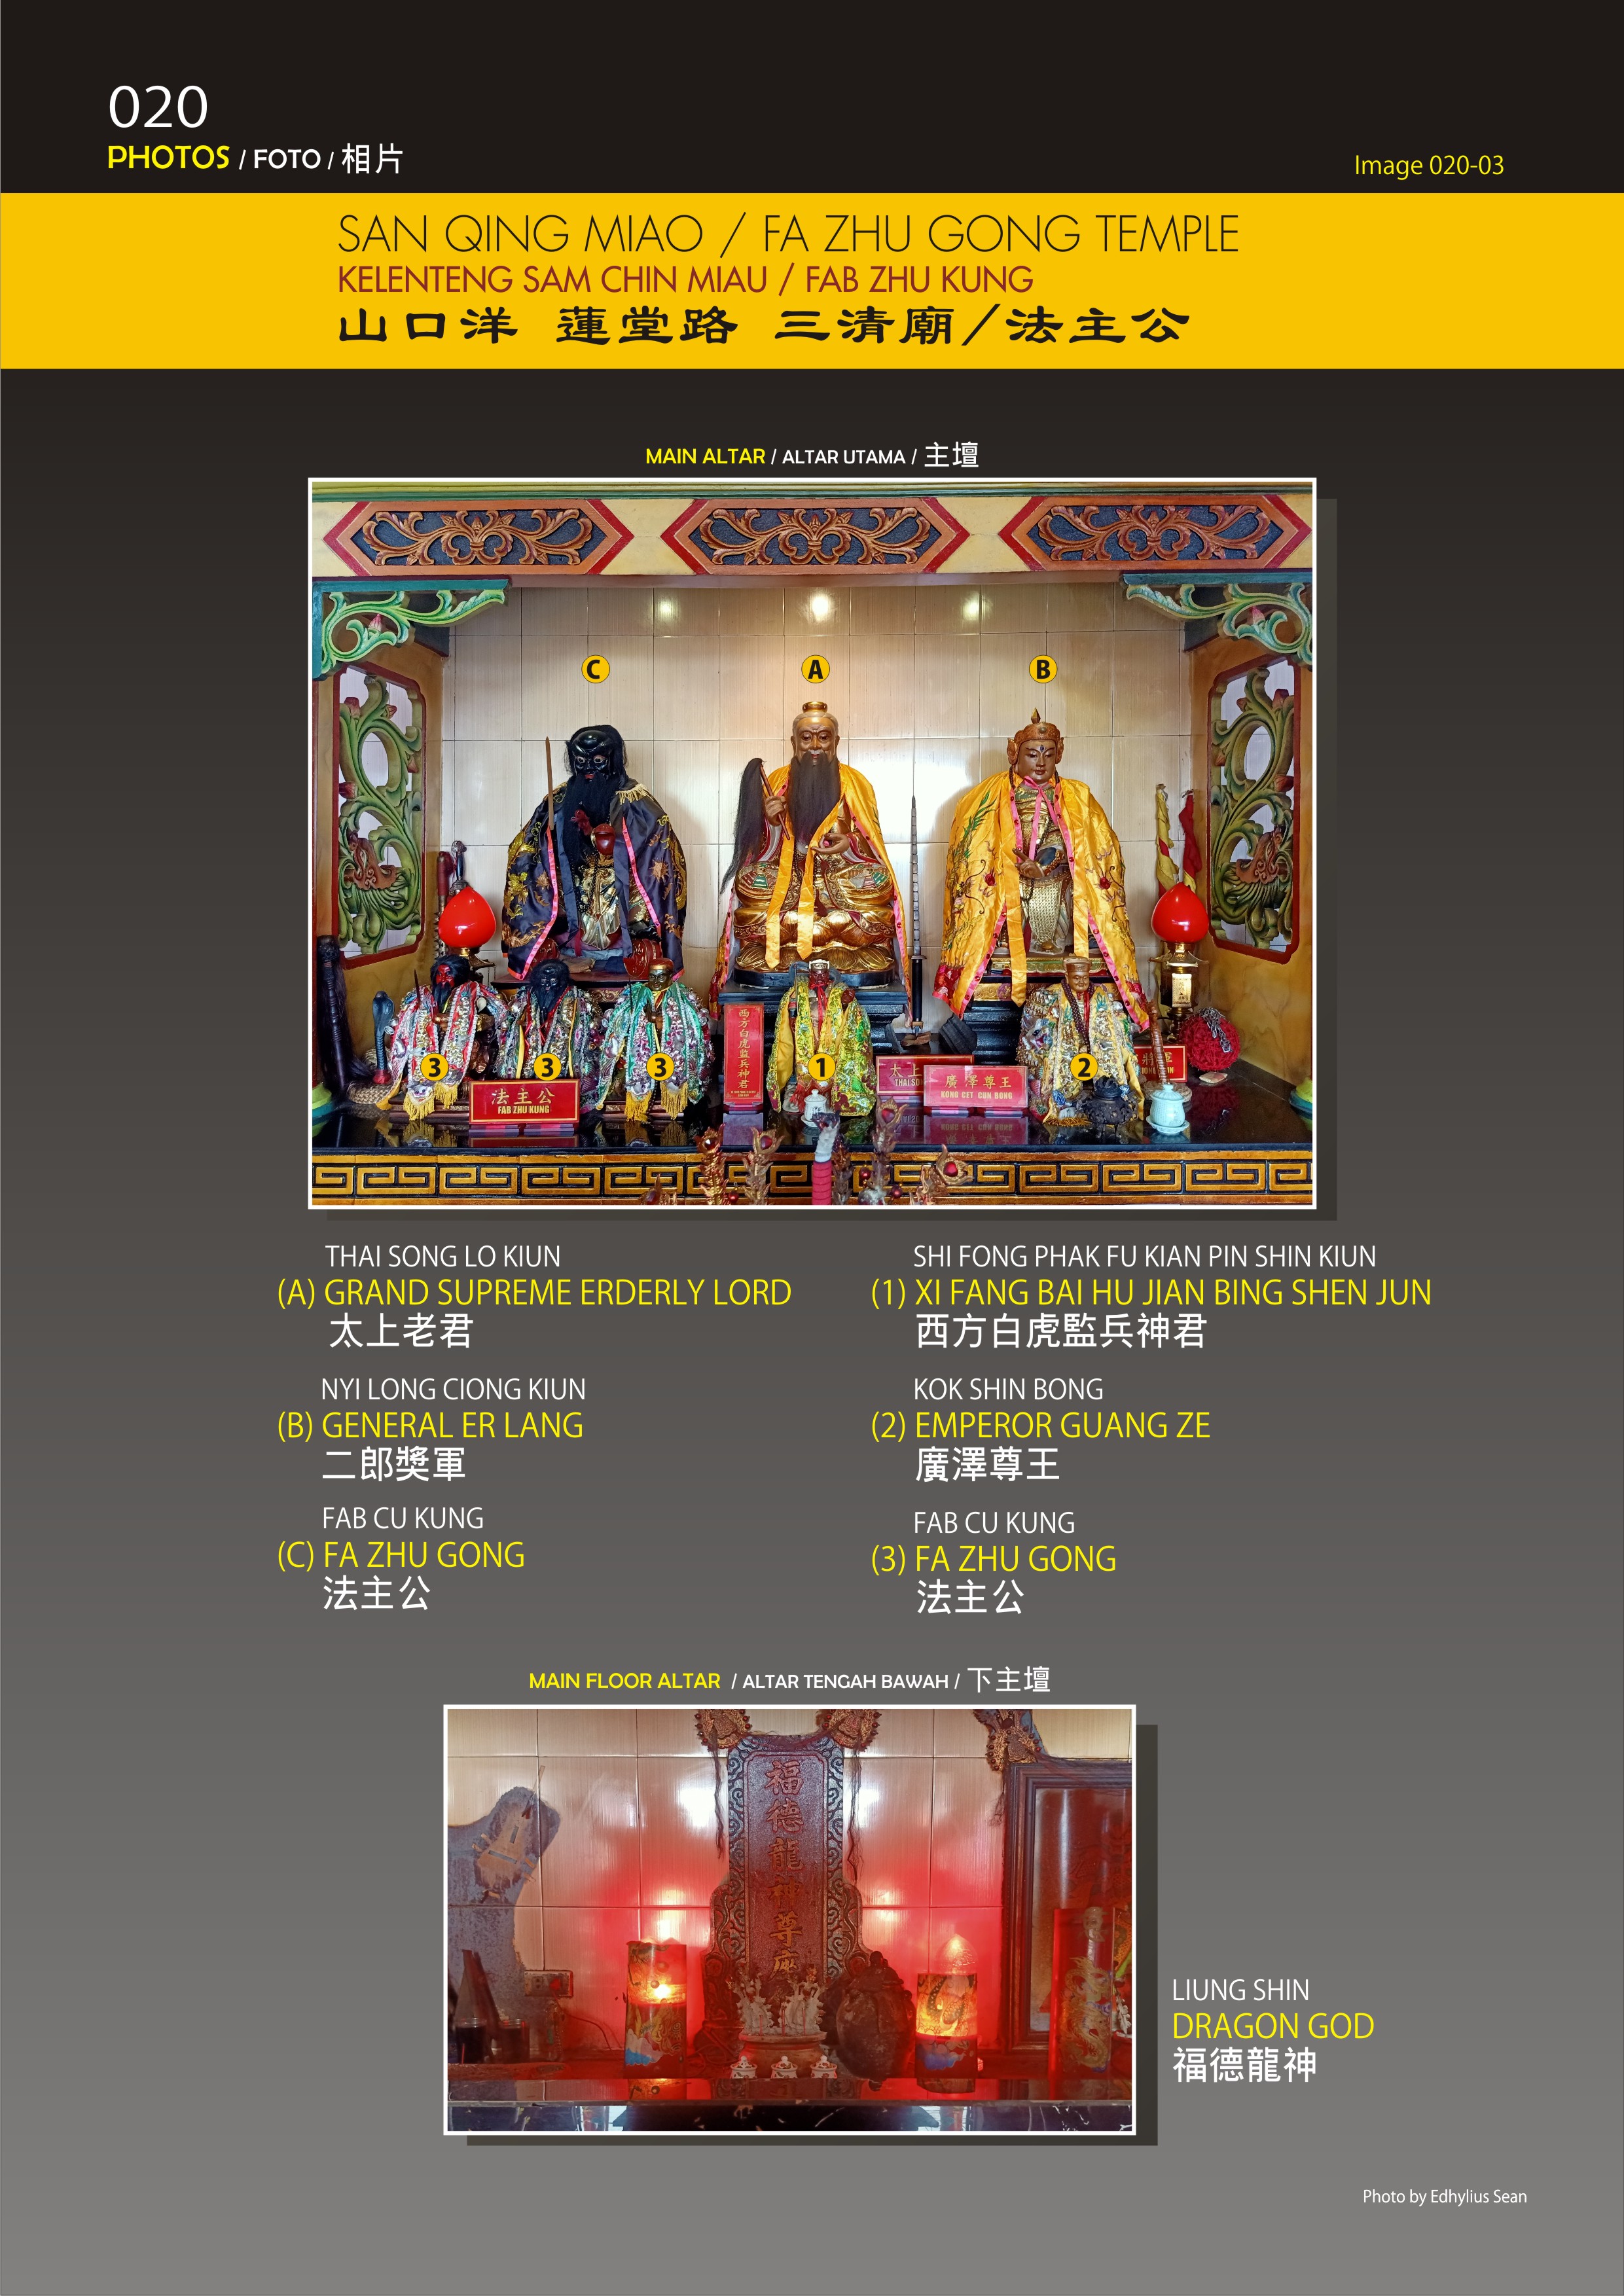 020
PHOTOS / FOTO / 相片
Image 020-03
SAN QING MIAO / FA ZHU GONG TEMPLE
KELENTENG SAM CHIN MIAU / FAB ZHU KUNG
山口洋 蓮堂路 三清廟/法主公
MAIN ALTAR / ALTAR UTAMA / 主壇
C
A
B
3
3
3
1
2
法主公
FAB ZHU KUNG
西方白虎監兵神君
太上
THAI SO
廣澤尊王
KONG CET CUN BONG
THAI SONG LO KIUN
(A) GRAND SUPREME ERDERLY LORD
太上老君
NYI LONG CIONG KIUN
(B) GENERAL ER LANG
二郎獎軍
FAB CU KUNG
(C) FA ZHU GONG
法主公
SHI FONG PHAK FU KIAN PIN SHIN KIUN
(1) XI FANG BAI HU JIAN BING SHEN JUN
西方白虎監兵神君
KOK SHIN BONG
(2) EMPEROR GUANG ZE
廣澤尊王
FAB CU KUNG
(3) FA ZHU GONG
法主公
MAIN FLOOR ALTAR / ALTAR TENGAH BAWAH / 下主壇
福德龍神尊座
LIUNG SHIN
DRAGON GOD
福德龍神
Photo by Edhylius Sean